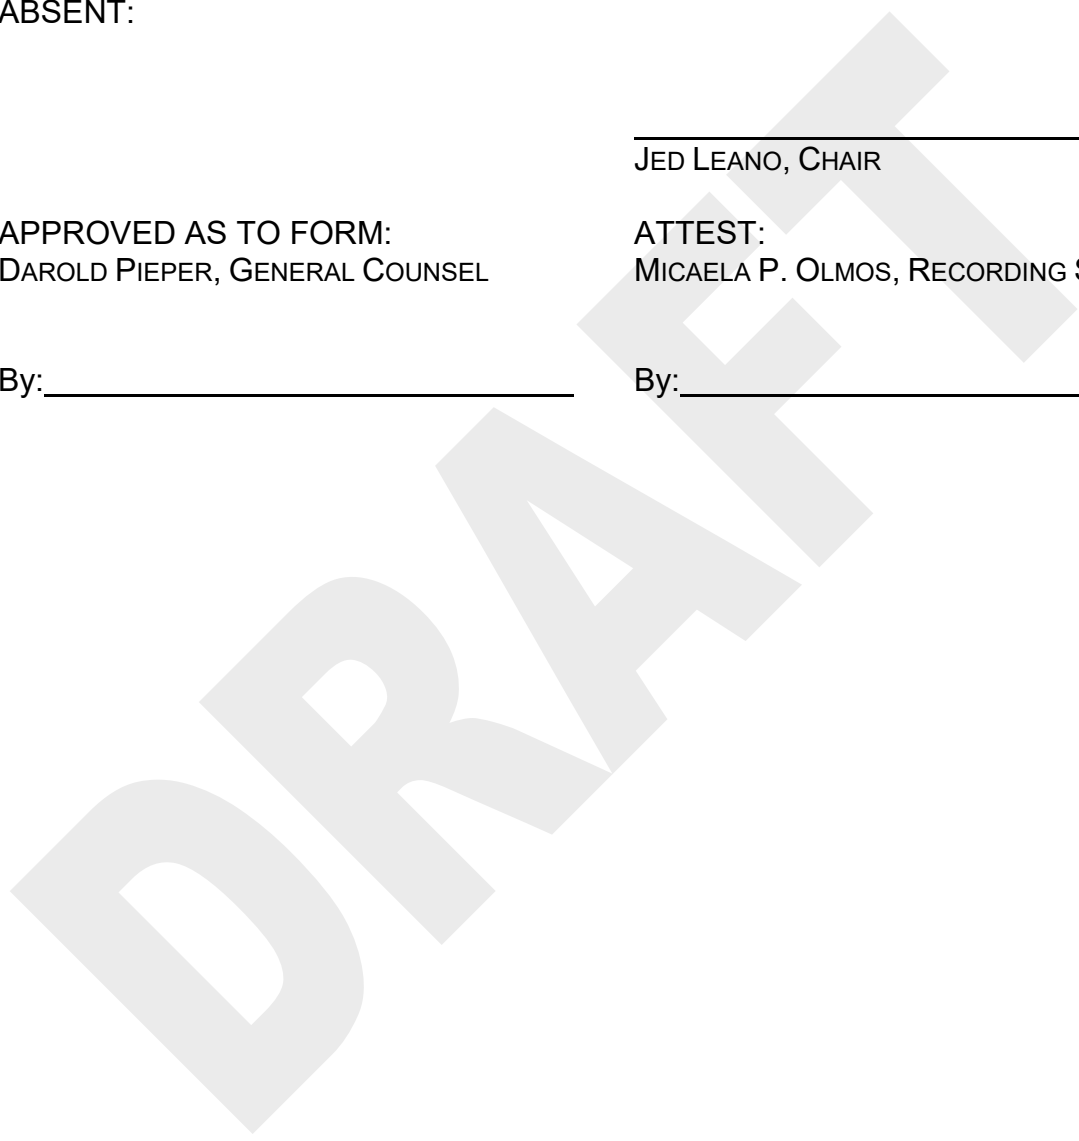 ABSENT:
JED LEANO, CHAIR
APPROVED AS TO FORM:
DAROLD PIEPER, GENERAL COUNSEL
ATTEST:
MICAELA P. OLMOS, RECORDING
By:
By:
DRAFT